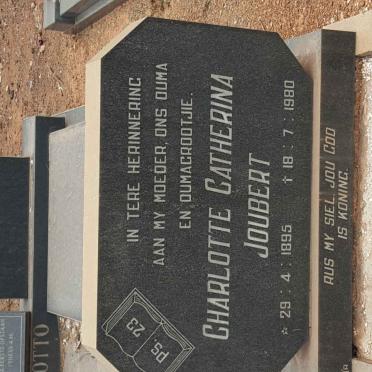 IN TERE HERINNERING
AAN MY MOEDER, ONS OUMA
EN OUMAGROOTJIE.
CHARLOTTE CATHERINA
JOUBERT
* 29 : 4 : 1895 † 18 : 7 : 1980
PS. 23
RUS MY SIEL, JOU GOD
IS KONING.
OTTO